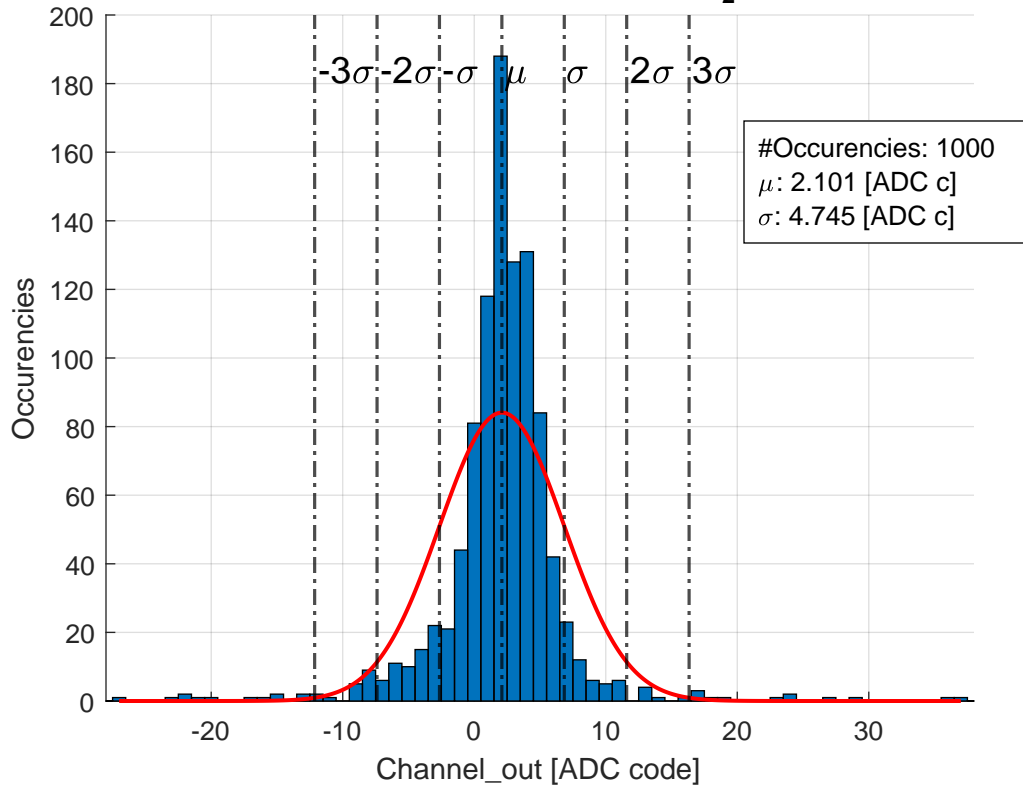 200
180
160
140
120
100
80
60
40
20
0
Occurencies
-3σ -2σ -σ μ σ 2σ 3σ
#Occurencies: 1000
μ: 2.101 [ADC c]
σ: 4.745 [ADC c]
-20 -10 0 10 20 30
Channel_out [ADC code]